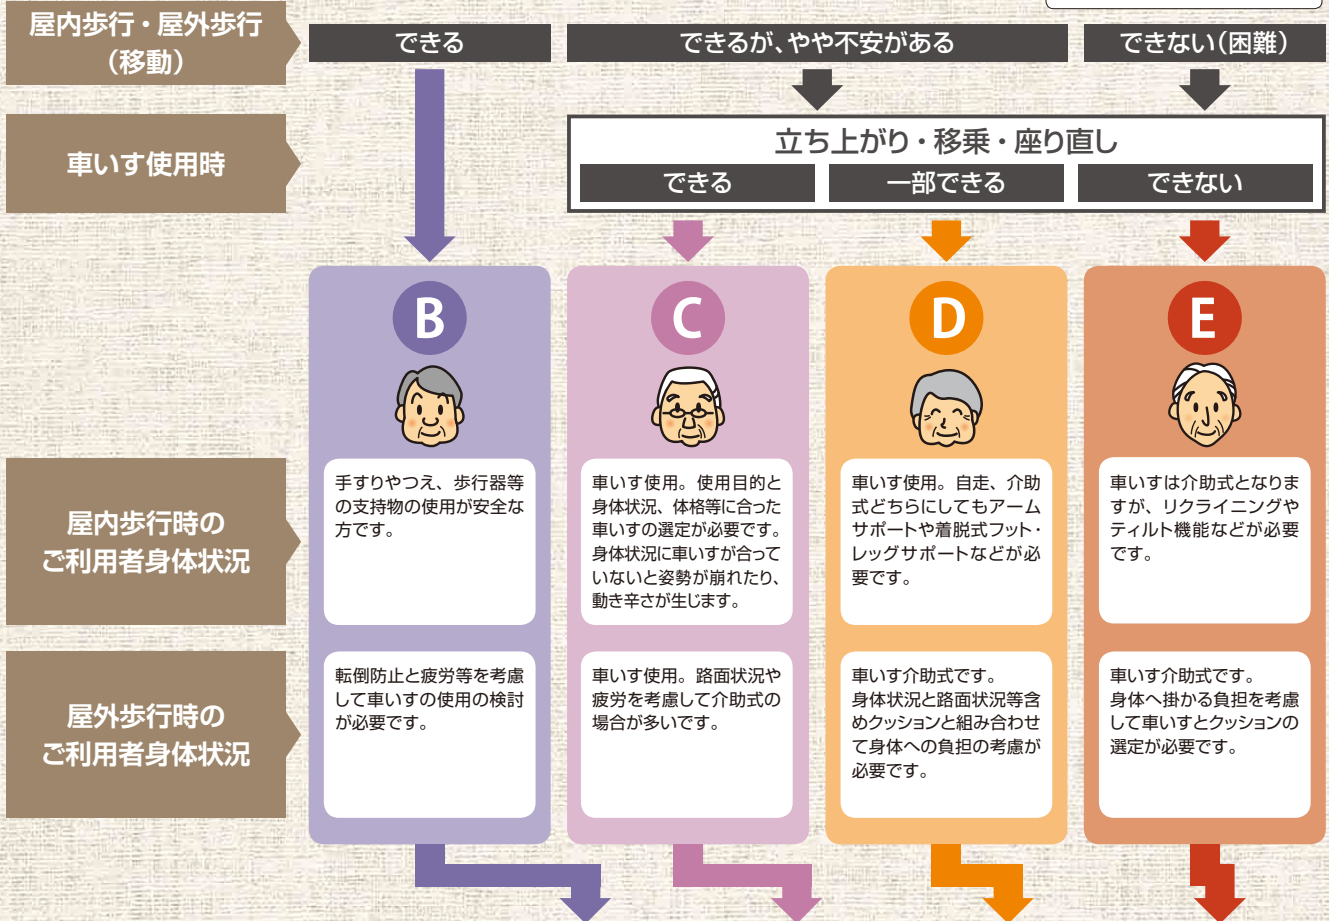 屋内歩行・屋外歩行
(移動)
できる
できるが、やや不安がある
できない(困難)
車いす使用時
立ち上がり・移乗・座り直し
できる
一部できる
できない
B
C
D
E
屋内歩行時の
ご利用者身体状況
手すりやつえ、歩行器等
の支持物の使用が安全な
方です。
車いす使用。使用目的と
身体状況、体格等に合った
車いすの選定が必要です。
身体状況に車いすが合って
いないと姿勢が崩れたり、
動き辛さが生じます。
車いす使用。自走、介助
式どちらにしてもアーム
サポートや着脱式フット・
レッグサポートなどが必
要です。
車いすは介助式となりま
すが、リクライニングや
ティルト機能などが必要
です。
屋外歩行時の
ご利用者身体状況
転倒防止と疲労等を考慮
して車いすの使用の検討
が必要です。
車いす使用。路面状況や
疲労を考慮して介助式の
場合が多いです。
車いす介助式です。
身体状況と路面状況等含
めクッションと組み合わせ
て身体への負担の考慮が
必要です。
車いす介助式です。
身体へ掛かる負担を考慮
して車いすとクッションの
選定が必要です。